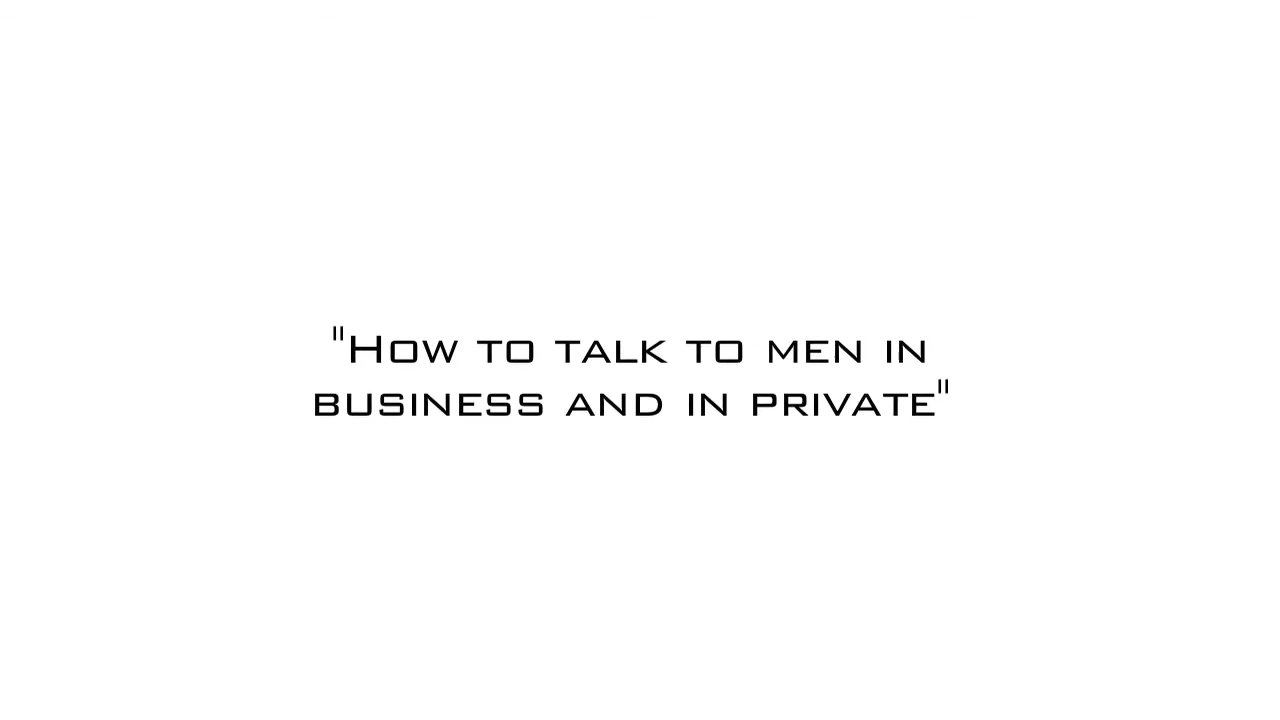 "How to talk to men in
business and in private"